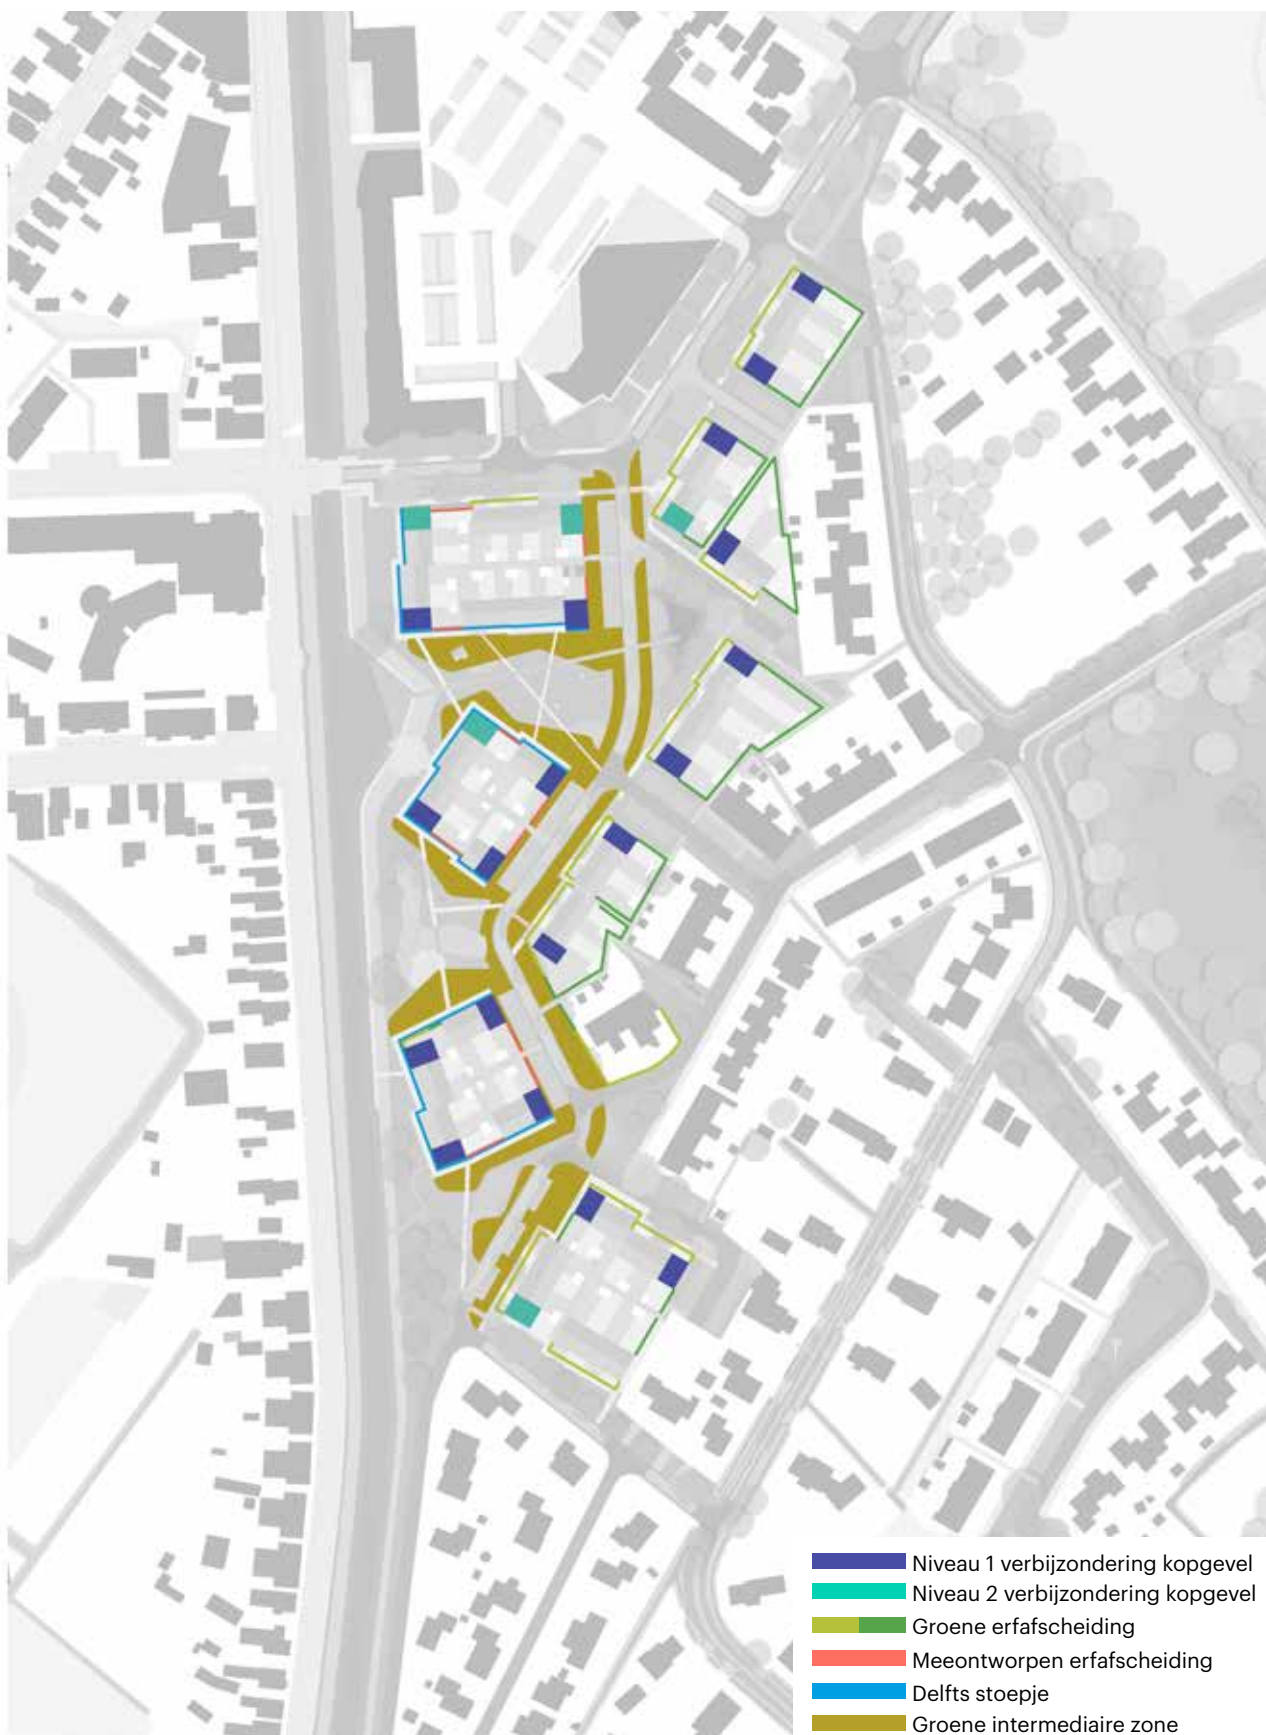 Niveau 1 verbijzondering kopgevel
Niveau 2 verbijzondering kopgevel
Groene erfafscheiding
Meeontworpen erfafscheiding
Delfts stoepje
Groene intermediaire zone